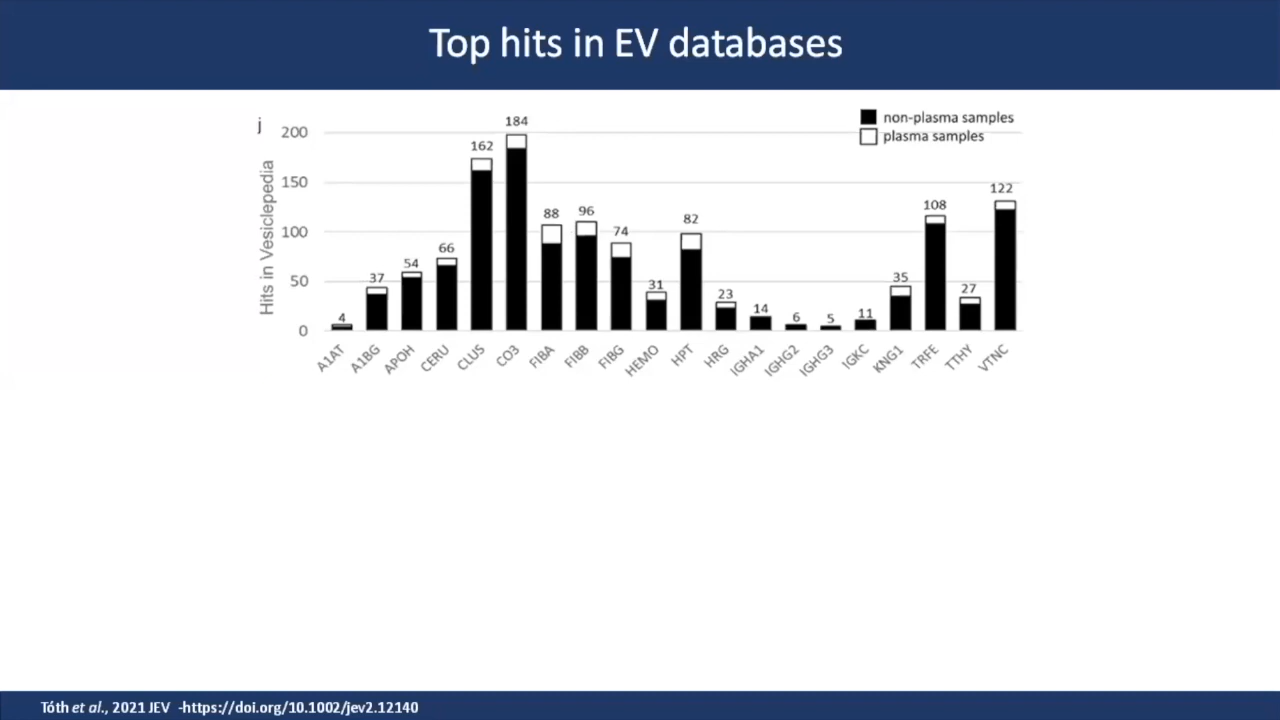 Top hits in EV databases
j
non-plasma samples
plasma samples
Hits in Vesiclepedia
200
150
100
50
0
4
37
54
66
162
184
88
96
74
31
82
23
14
6
5
11
35
108
27
122
A1AT
A1BG
APOH
CERU
CLUS
CO3
FIBA
FIBB
FIBG
HEMO
HPT
HRG
IGHA1
IGHG2
IGHG3
IGKC
KNG1
TRFE
TTHY
VTNC
Tóth et al., 2021 JEV -https://doi.org/10.1002/jev2.12140